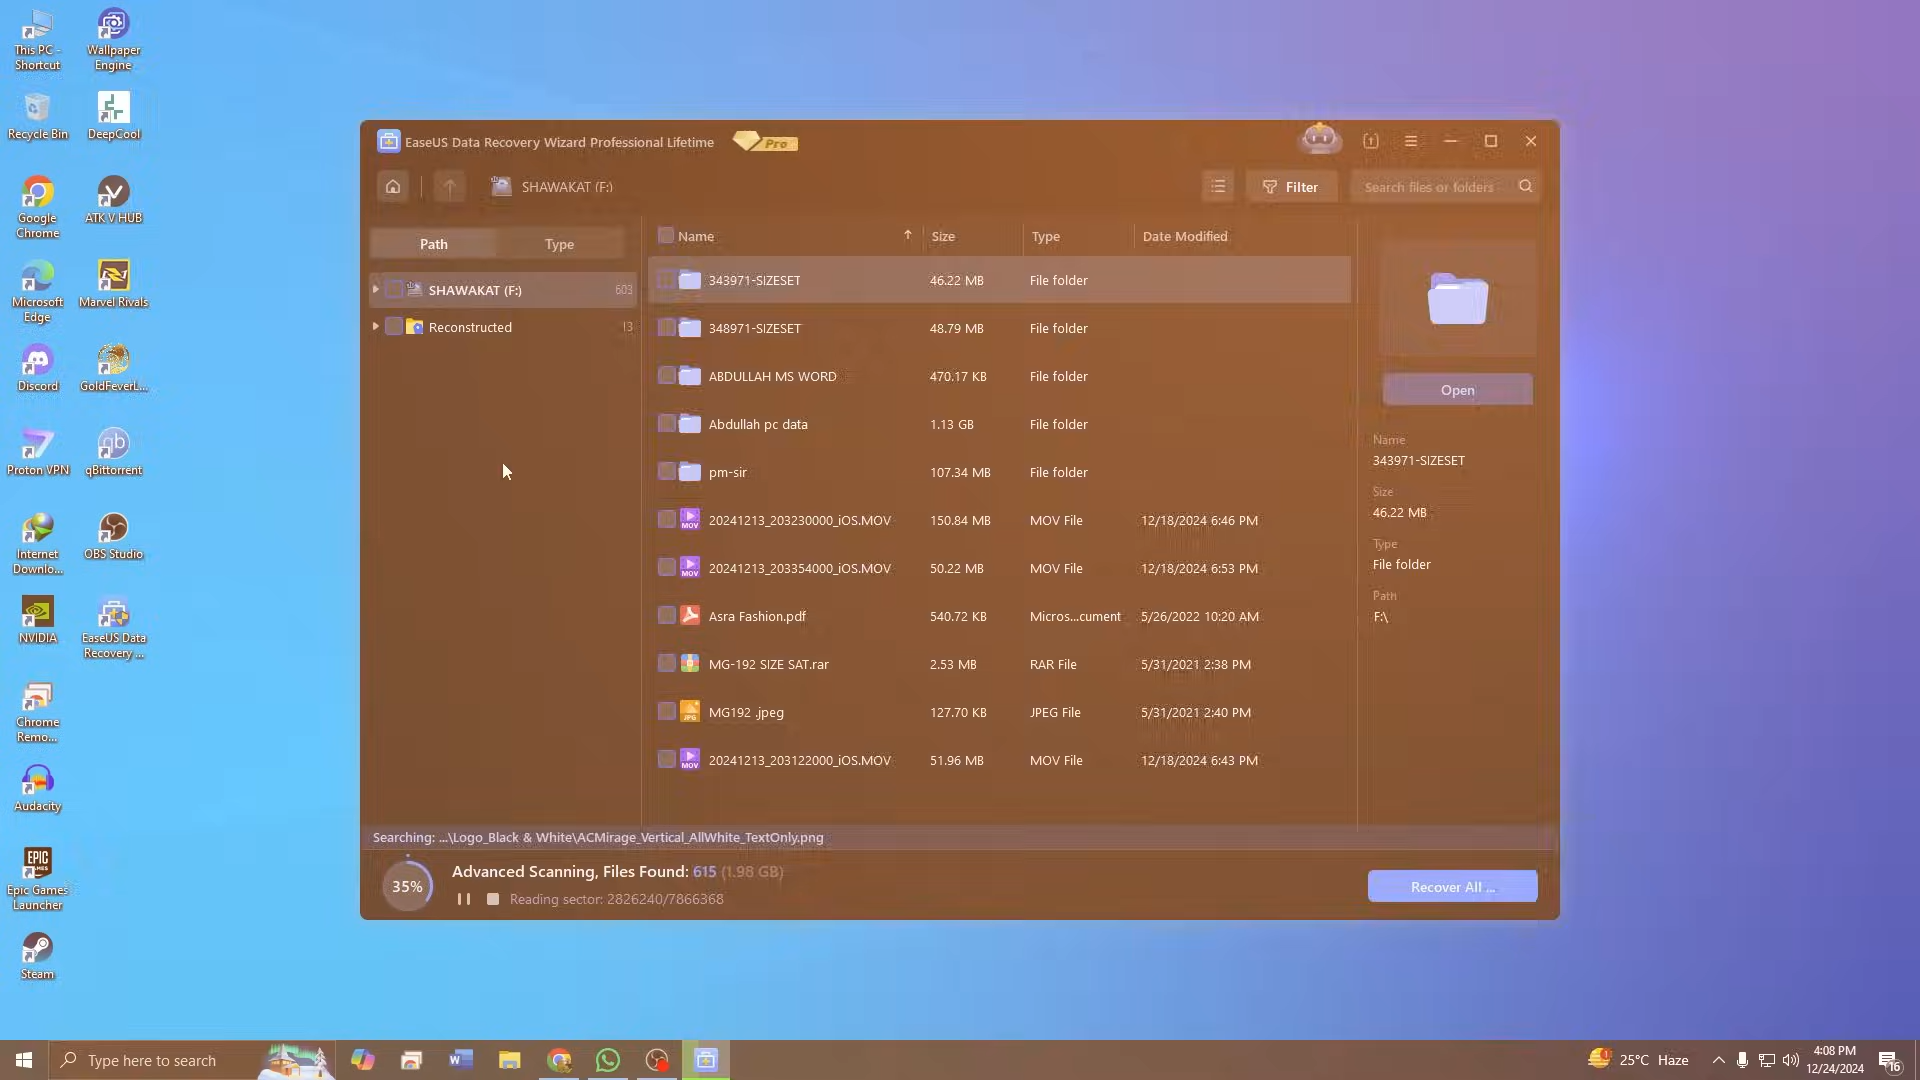 This PC - Shortcut
Wallpaper Engine
Recycle Bin
DeepCool
Google Chrome
ATK V HUB
Microsoft Edge
Marvel Rivals
Discord
GoldFeverL...
Proton VPN
qBittorrent
Internet Downlo...
OBS Studio
NVIDIA
EaseUS Data Recovery ...
Chrome Remo...
Audacity
Epic Games Launcher
Steam
EaseUS Data Recovery Wizard Professional Lifetime
Pro
SHAWAKAT (F:)
Filter
Search files or folders
Path
Type
SHAWAKAT (F:) 603
Reconstructed 13
Name Size Type Date Modified
343971-SIZESET 46.22 MB File folder
348971-SIZESET 48.79 MB File folder
ABDULLAH MS WORD 470.17 KB File folder
Abdullah pc data 1.13 GB File folder
pm-sir 107.34 MB File folder
20241213_203230000_iOS.MOV 150.84 MB MOV File 12/18/2024 6:46 PM
20241213_203354000_iOS.MOV 50.22 MB MOV File 12/18/2024 6:53 PM
Asra Fashion.pdf 540.72 KB Micros...cument 5/26/2022 10:20 AM
MG-192 SIZE SAT.rar 2.53 MB RAR File 5/31/2021 2:38 PM
MG192 .jpeg 127.70 KB JPEG File 5/31/2021 2:40 PM
20241213_203122000_iOS.MOV 51.96 MB MOV File 12/18/2024 6:43 PM
Open
Name
343971-SIZESET
Size
46.22 MB
Type
File folder
Path
F:\
Searching: ...\Logo_Black & White\ACMirage_Vertical_AllWhite_TextOnly.png
35%
Advanced Scanning, Files Found: 615 (1.98 GB)
Reading sector: 2826240/7866368
Recover All ...
Type here to search
25°C Haze
4:08 PM
12/24/2024
16